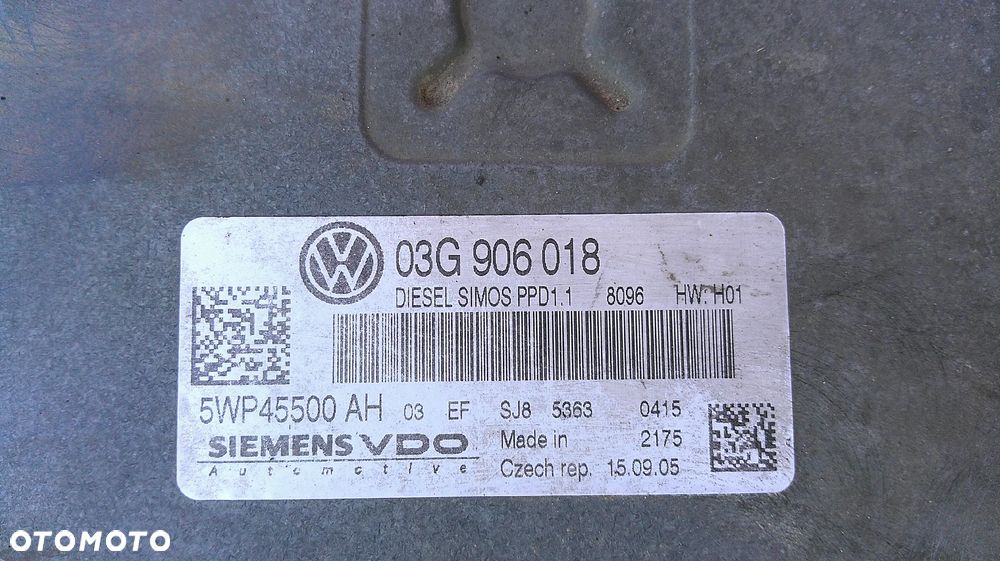 03G 906 018
DIESEL SIMOS PPD1.1 8096 HW: H01
5WP45500 AH 03 EF SJ8 5363 0415
SIEMENS VDO Made in 2175
Automotive Czech rep. 15.09.05
OTOMOTO